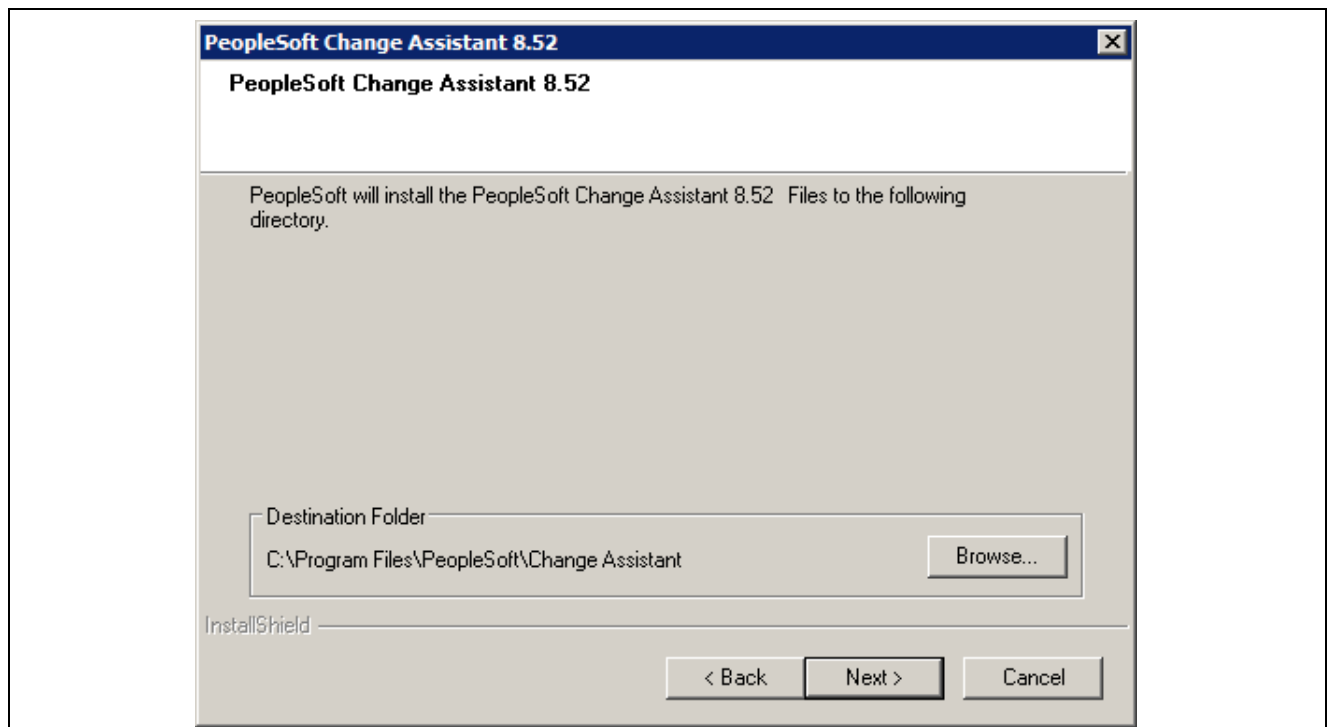 PeopleSoft Change Assistant 8.52
PeopleSoft Change Assistant 8.52
PeopleSoft will install the PeopleSoft Change Assistant 8.52 Files to the following
directory.
Destination Folder
C:\Program Files\PeopleSoft\Change Assistant
Browse...
InstallShield
< Back Next > Cancel